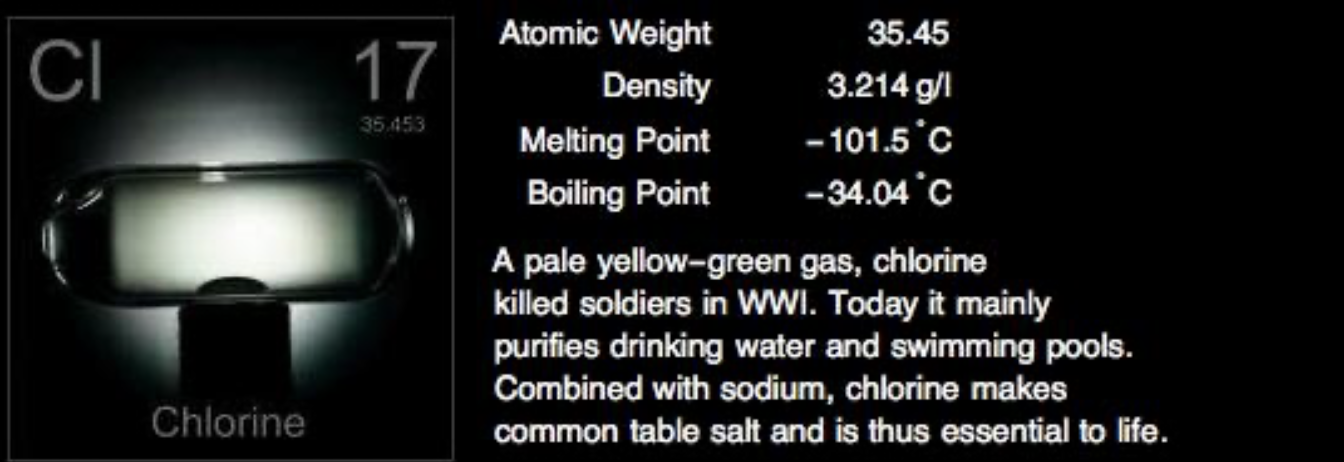 Cl 17
35.453
Chlorine
Atomic Weight 35.45
Density 3.214 g/l
Melting Point −101.5 ˚C
Boiling Point −34.04 ˚C
A pale yellow–green gas, chlorine
killed soldiers in WWI. Today it mainly
purifies drinking water and swimming pools.
Combined with sodium, chlorine makes
common table salt and is thus essential to life.